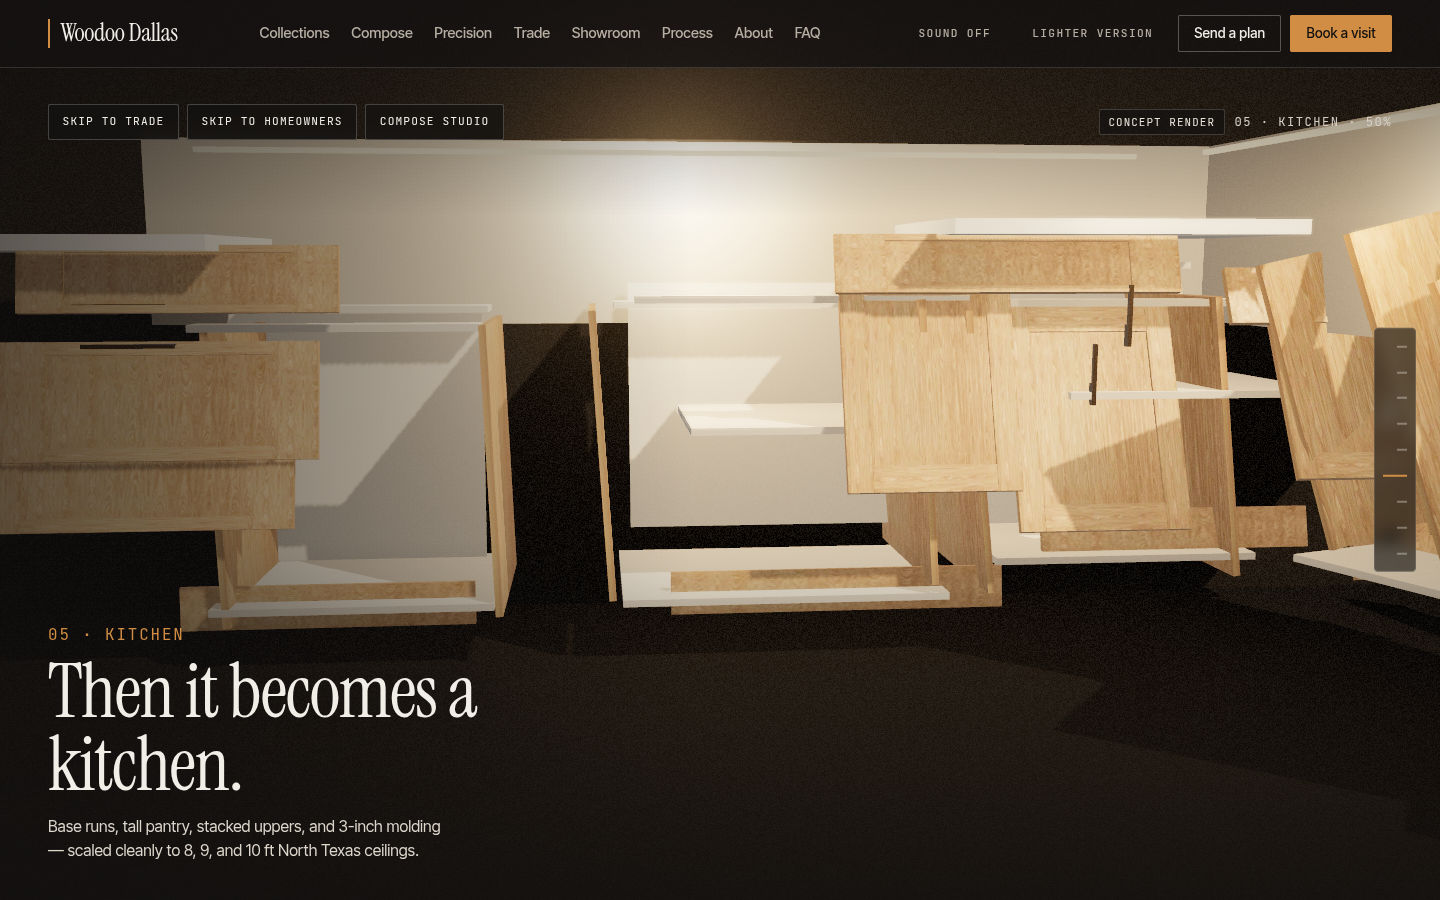 Woodoo Dallas
Collections Compose Precision Trade Showroom Process About FAQ
SOUND OFF LIGHTER VERSION Send a plan Book a visit
SKIP TO TRADE SKIP TO HOMEOWNERS COMPOSE STUDIO
CONCEPT RENDER 05 · KITCHEN · 50%
05 · KITCHEN
Then it becomes a
kitchen.
Base runs, tall pantry, stacked uppers, and 3-inch molding
— scaled cleanly to 8, 9, and 10 ft North Texas ceilings.